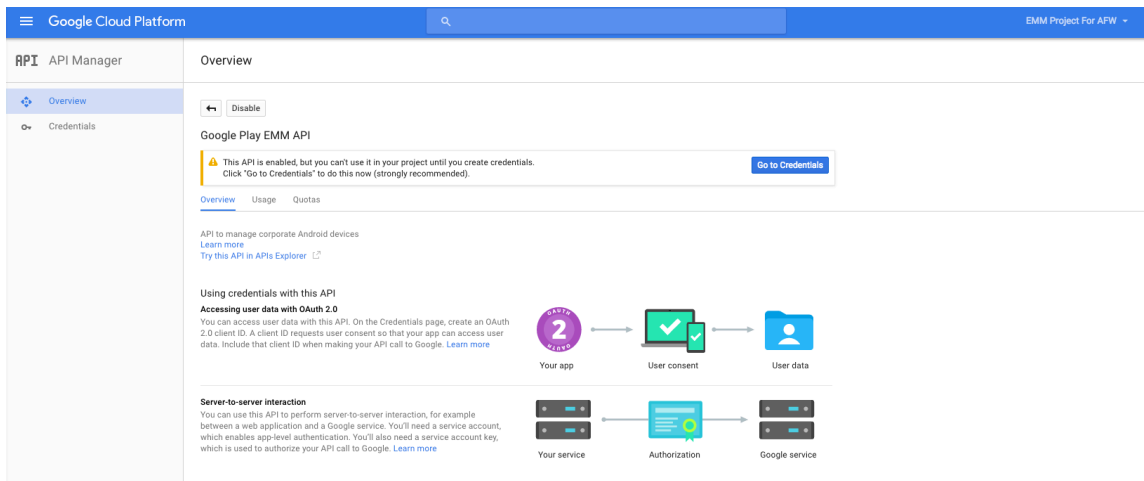 Google Cloud Platform
EMM Project For AFW
API API Manager
Overview
Overview
Credentials
Disable
Google Play EMM API
This API is enabled, but you can't use it in your project until you create credentials.
Click "Go to Credentials" to do this now (strongly recommended).
Go to Credentials
Overview Usage Quotas
API to manage corporate Android devices
Learn more
Try this API in APIs Explorer
Using credentials with this API
Accessing user data with OAuth 2.0
You can access user data with this API. On the Credentials page, create an OAuth
2.0 client ID. A client ID requests user consent so that your app can access user
data. Include that client ID when making your API call to Google. Learn more
OAUTH
2
OAUTH
Your app
User consent
User data
Server-to-server interaction
You can use this API to perform server-to-server interaction, for example
between a web application and a Google service. You'll need a service account,
which enables app-level authentication. You'll also need a service account key,
which is used to authorize your API call to Google. Learn more
Your service
Authorization
Google service